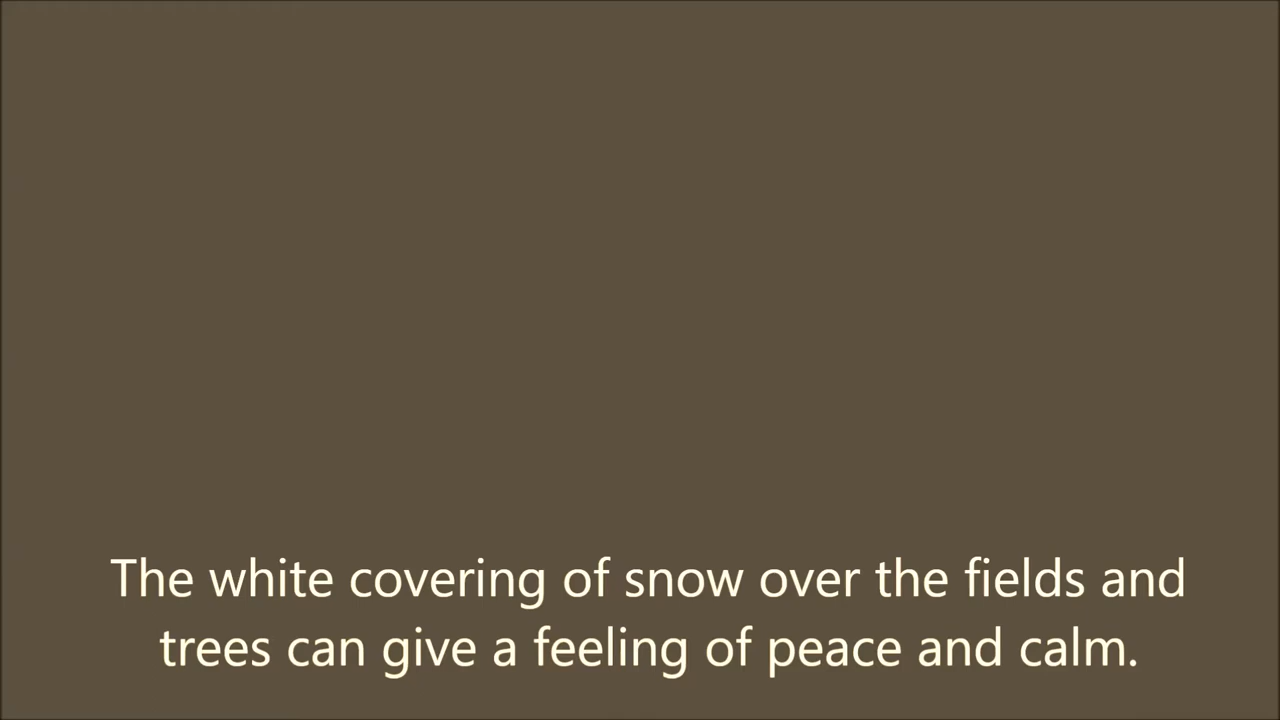 The white covering of snow over the fields and
trees can give a feeling of peace and calm.